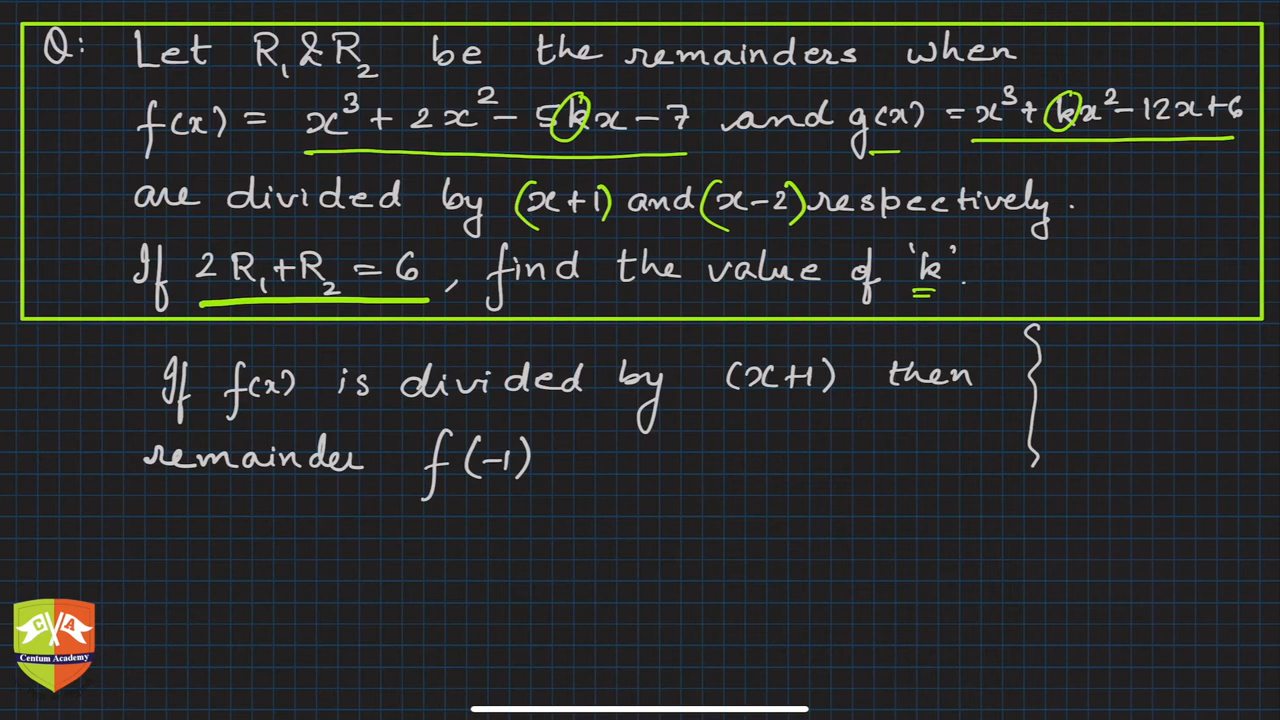 Q: Let R₁ & R₂ be the remainders when
f(x) = x³ + 2x² - 5kx - 7 and g(x) = x³ + kx² - 12x + 6
are divided by (x+1) and (x-2) respectively.
If 2R₁ + R₂ = 6, find the value of 'k'.
If f(x) is divided by (x+1) then
remainder f(-1)
C A
Centum Academy